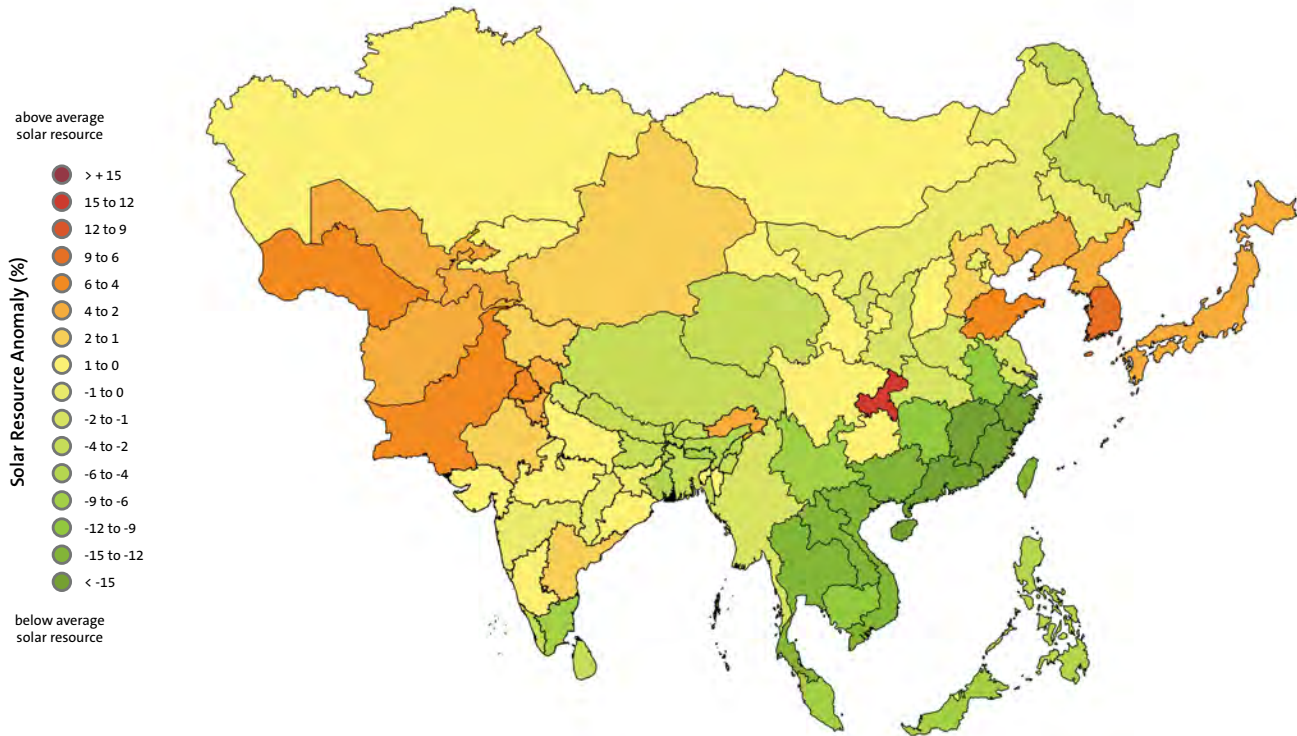 above average
solar resource
> + 15
15 to 12
12 to 9
9 to 6
6 to 4
4 to 2
2 to 1
1 to 0
-1 to 0
-2 to -1
-4 to -2
-6 to -4
-9 to -6
-12 to -9
-15 to -12
< -15
below average
solar resource
Solar Resource Anomaly (%)